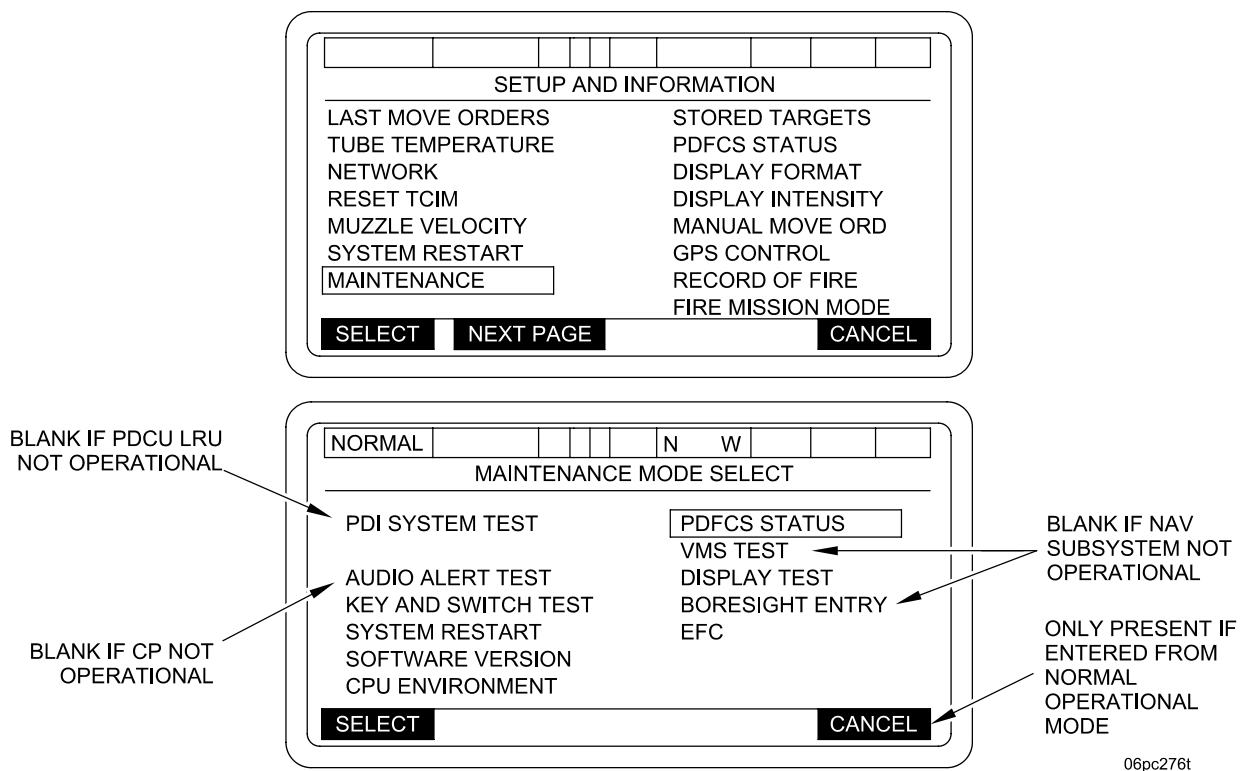 SETUP AND INFORMATION
LAST MOVE ORDERS
TUBE TEMPERATURE
NETWORK
RESET TCIM
MUZZLE VELOCITY
SYSTEM RESTART
MAINTENANCE
STORED TARGETS
PDFCS STATUS
DISPLAY FORMAT
DISPLAY INTENSITY
MANUAL MOVE ORD
GPS CONTROL
RECORD OF FIRE
FIRE MISSION MODE
SELECT NEXT PAGE CANCEL
BLANK IF PDCU LRU
NOT OPERATIONAL
BLANK IF CP NOT
OPERATIONAL
NORMAL N W
MAINTENANCE MODE SELECT
PDI SYSTEM TEST
AUDIO ALERT TEST
KEY AND SWITCH TEST
SYSTEM RESTART
SOFTWARE VERSION
CPU ENVIRONMENT
PDFCS STATUS
VMS TEST
DISPLAY TEST
BORESIGHT ENTRY
EFC
SELECT CANCEL
BLANK IF NAV
SUBSYSTEM NOT
OPERATIONAL
ONLY PRESENT IF
ENTERED FROM
NORMAL
OPERATIONAL
MODE
06pc276t